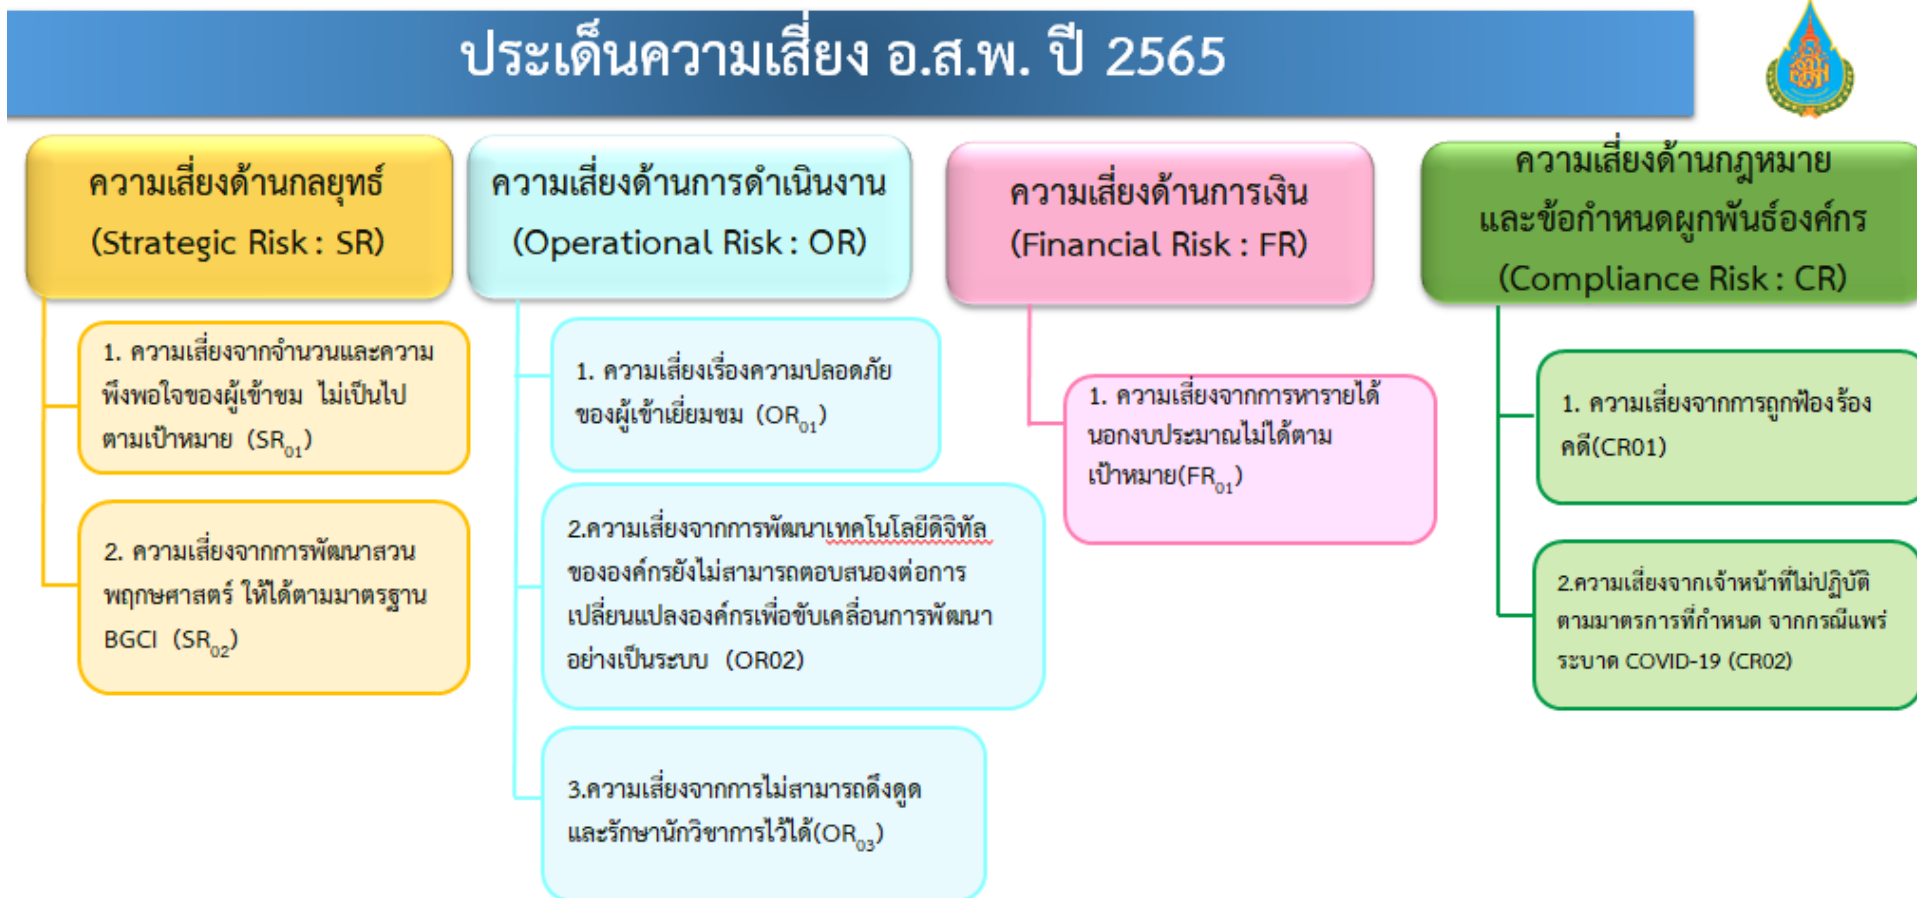 ประเด็นความเสี่ยง อ.ส.พ. ปี 2565
ความเสี่ยงด้านกลยุทธ์
(Strategic Risk : SR)
1. ความเสี่ยงจากจำนวนและความ
พึงพอใจของผู้เข้าชม ไม่เป็นไป
ตามเป้าหมาย (SR01)
2. ความเสี่ยงจากการพัฒนาสวน
พฤกษศาสตร์ ให้ได้ตามมาตรฐาน
BGCI (SR02)
ความเสี่ยงด้านการดำเนินงาน
(Operational Risk : OR)
1. ความเสี่ยงเรื่องความปลอดภัย
ของผู้เข้าเยี่ยมชม (OR01)
2.ความเสี่ยงจากการพัฒนาเทคโนโลยีดิจิทัล
ขององค์กรยังไม่สามารถตอบสนองต่อการ
เปลี่ยนแปลงองค์กรเพื่อขับเคลื่อนการพัฒนา
อย่างเป็นระบบ (OR02)
3.ความเสี่ยงจากการไม่สามารถดึงดูด
และรักษานักวิชาการไว้ได้(OR03)
ความเสี่ยงด้านการเงิน
(Financial Risk : FR)
1. ความเสี่ยงจากการหารายได้
นอกงบประมาณไม่ได้ตาม
เป้าหมาย(FR01)
ความเสี่ยงด้านกฎหมาย
และข้อกำหนดผูกพันธ์องค์กร
(Compliance Risk : CR)
1. ความเสี่ยงจากการถูกฟ้องร้อง
คดี(CR01)
2.ความเสี่ยงจากเจ้าหน้าที่ไม่ปฏิบัติ
ตามมาตรการที่กำหนด จากกรณีแพร่
ระบาด COVID-19 (CR02)